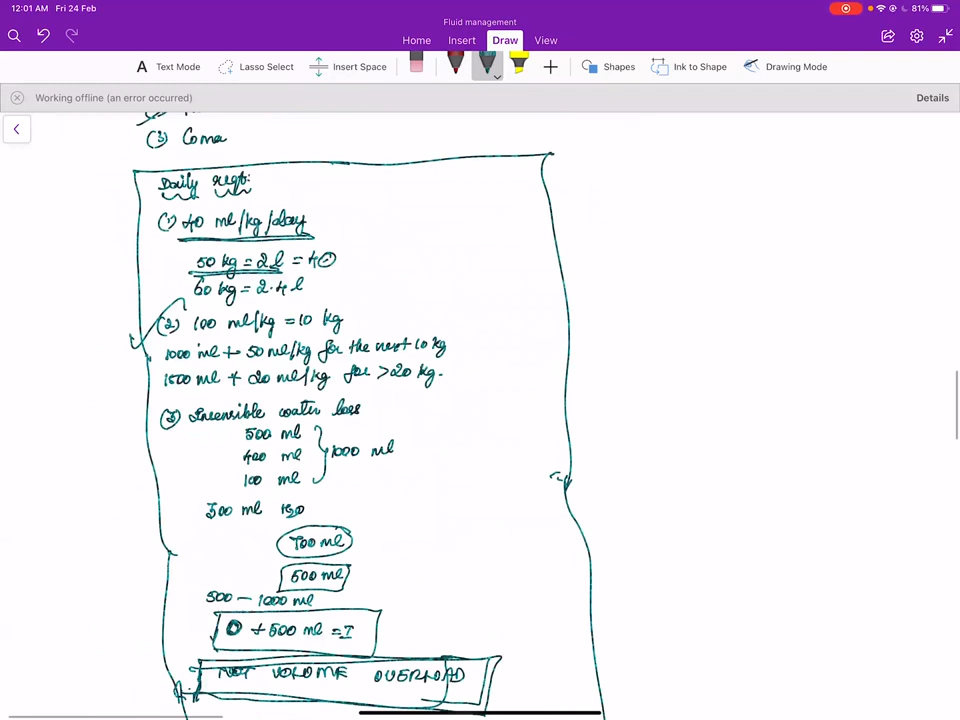 12:01 AM Fri 24 Feb
81%
Fluid management
Home Insert Draw View
Text Mode Lasso Select Insert Space Shapes Ink to Shape Drawing Mode
Working offline (an error occurred) Details
(3) Coma
Daily reqt:
(1) 40 ml/kg/day
50 kg = 2 l = 4
60 kg = 2.4 l
(2) 100 ml/kg = 10 kg
1000 ml + 50 ml/kg for the next 10 kg
1500 ml + 20 ml/kg for >20 kg.
(3) Insensible water loss
500 ml
400 ml
100 ml
1000 ml
300 ml H2O
700 ml
500 ml
500 - 1000 ml
O + 500 ml = I
NOT VOLUME OVERLOAD